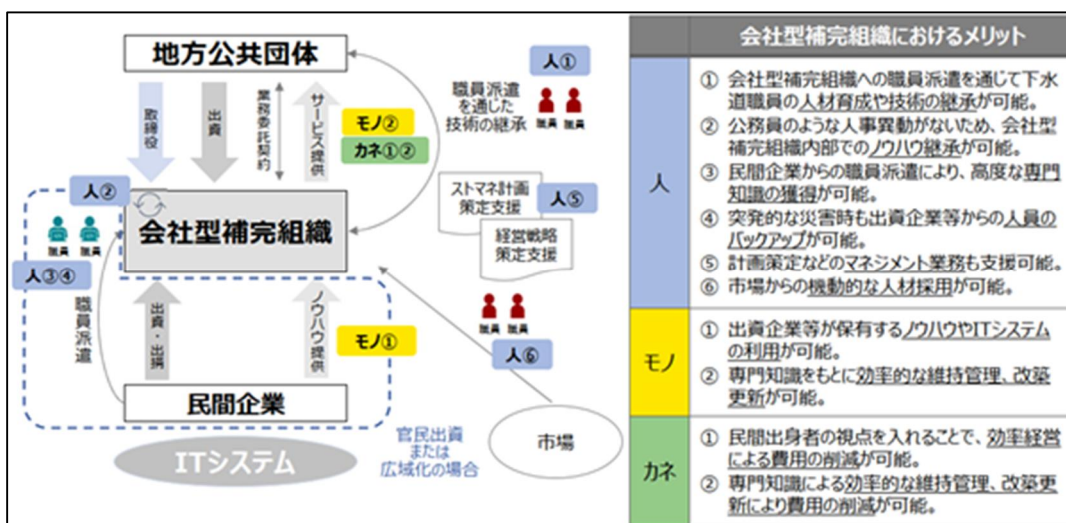 地方公共団体
取締役
出資
業務委託契約
サービス提供
モノ②
カネ①②
職員派遣
を通じた
技術の継承
人①
職員
職員
人②
職員
職員
人③④
職員派遣
会社型補完組織
ストマネ計画
策定支援
経営戦略
策定支援
人⑤
出資・出捐
ノウハウ提供
モノ①
職員
職員
人⑥
民間企業
ITシステム
官民出資
または
広域化の場合
市場
会社型補完組織におけるメリット
人
① 会社型補完組織への職員派遣を通じて下水
道職員の人材育成や技術の継承が可能。
② 公務員のような人事異動がないため、会社型
補完組織内部でのノウハウ継承が可能。
③ 民間企業からの職員派遣により、高度な専門
知識の獲得が可能。
④ 突発的な災害時も出資企業等からの人員の
バックアップが可能。
⑤ 計画策定などのマネジメント業務も支援可能。
⑥ 市場からの機動的な人材採用が可能。
モノ
① 出資企業等が保有するノウハウやITシステム
の利用が可能。
② 専門知識をもとに効率的な維持管理、改築
更新が可能。
カネ
① 民間出身者の視点を入れることで、効率経営
による費用の削減が可能。
② 専門知識による効率的な維持管理、改築更
新により費用の削減が可能。